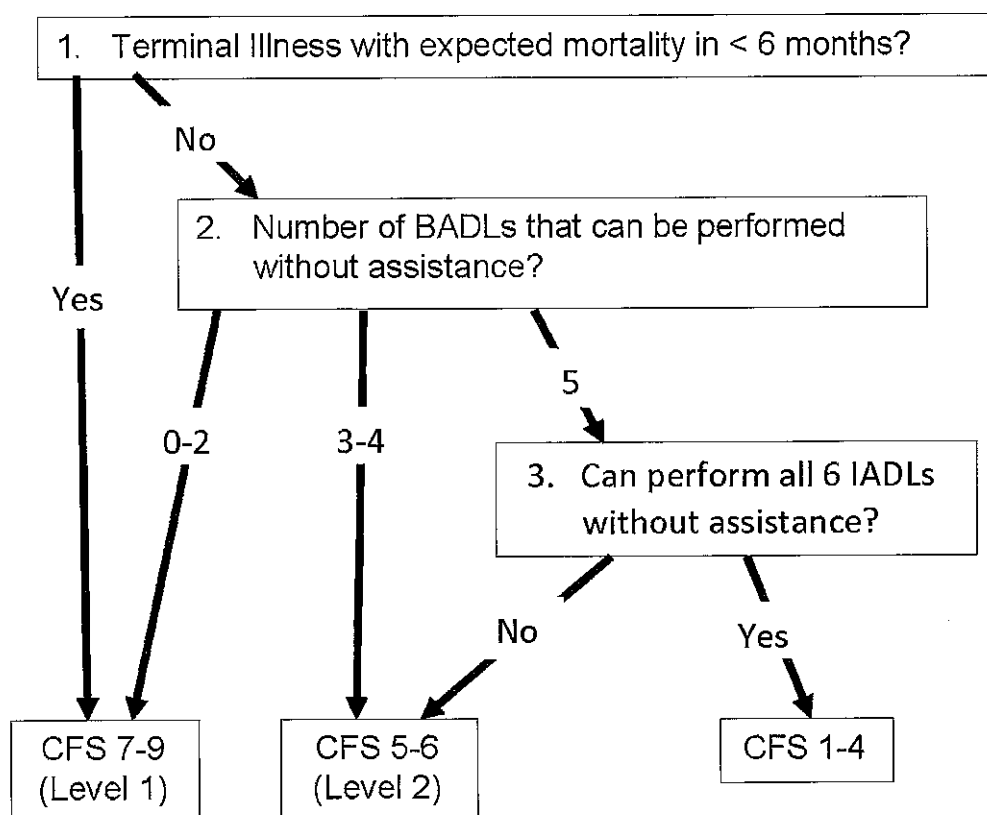 1. Terminal Illness with expected mortality in < 6 months?
No
2. Number of BADLs that can be performed
without assistance?
Yes
5
0-2
3-4
3. Can perform all 6 IADLs
without assistance?
No
Yes
CFS 7-9
(Level 1)
CFS 5-6
(Level 2)
CFS 1-4